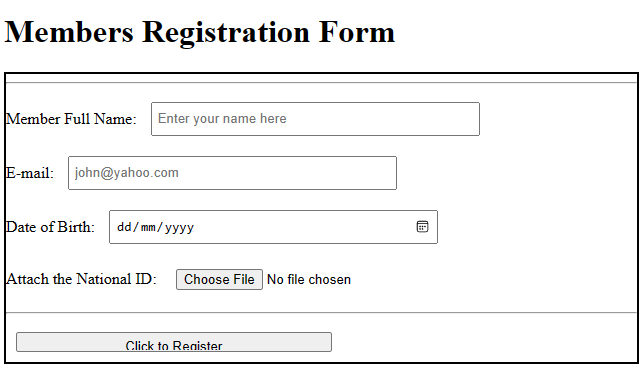 Members Registration Form
Member Full Name: Enter your name here
E-mail: john@yahoo.com
Date of Birth: dd/mm/yyyy
Attach the National ID: Choose File No file chosen
Click to Register